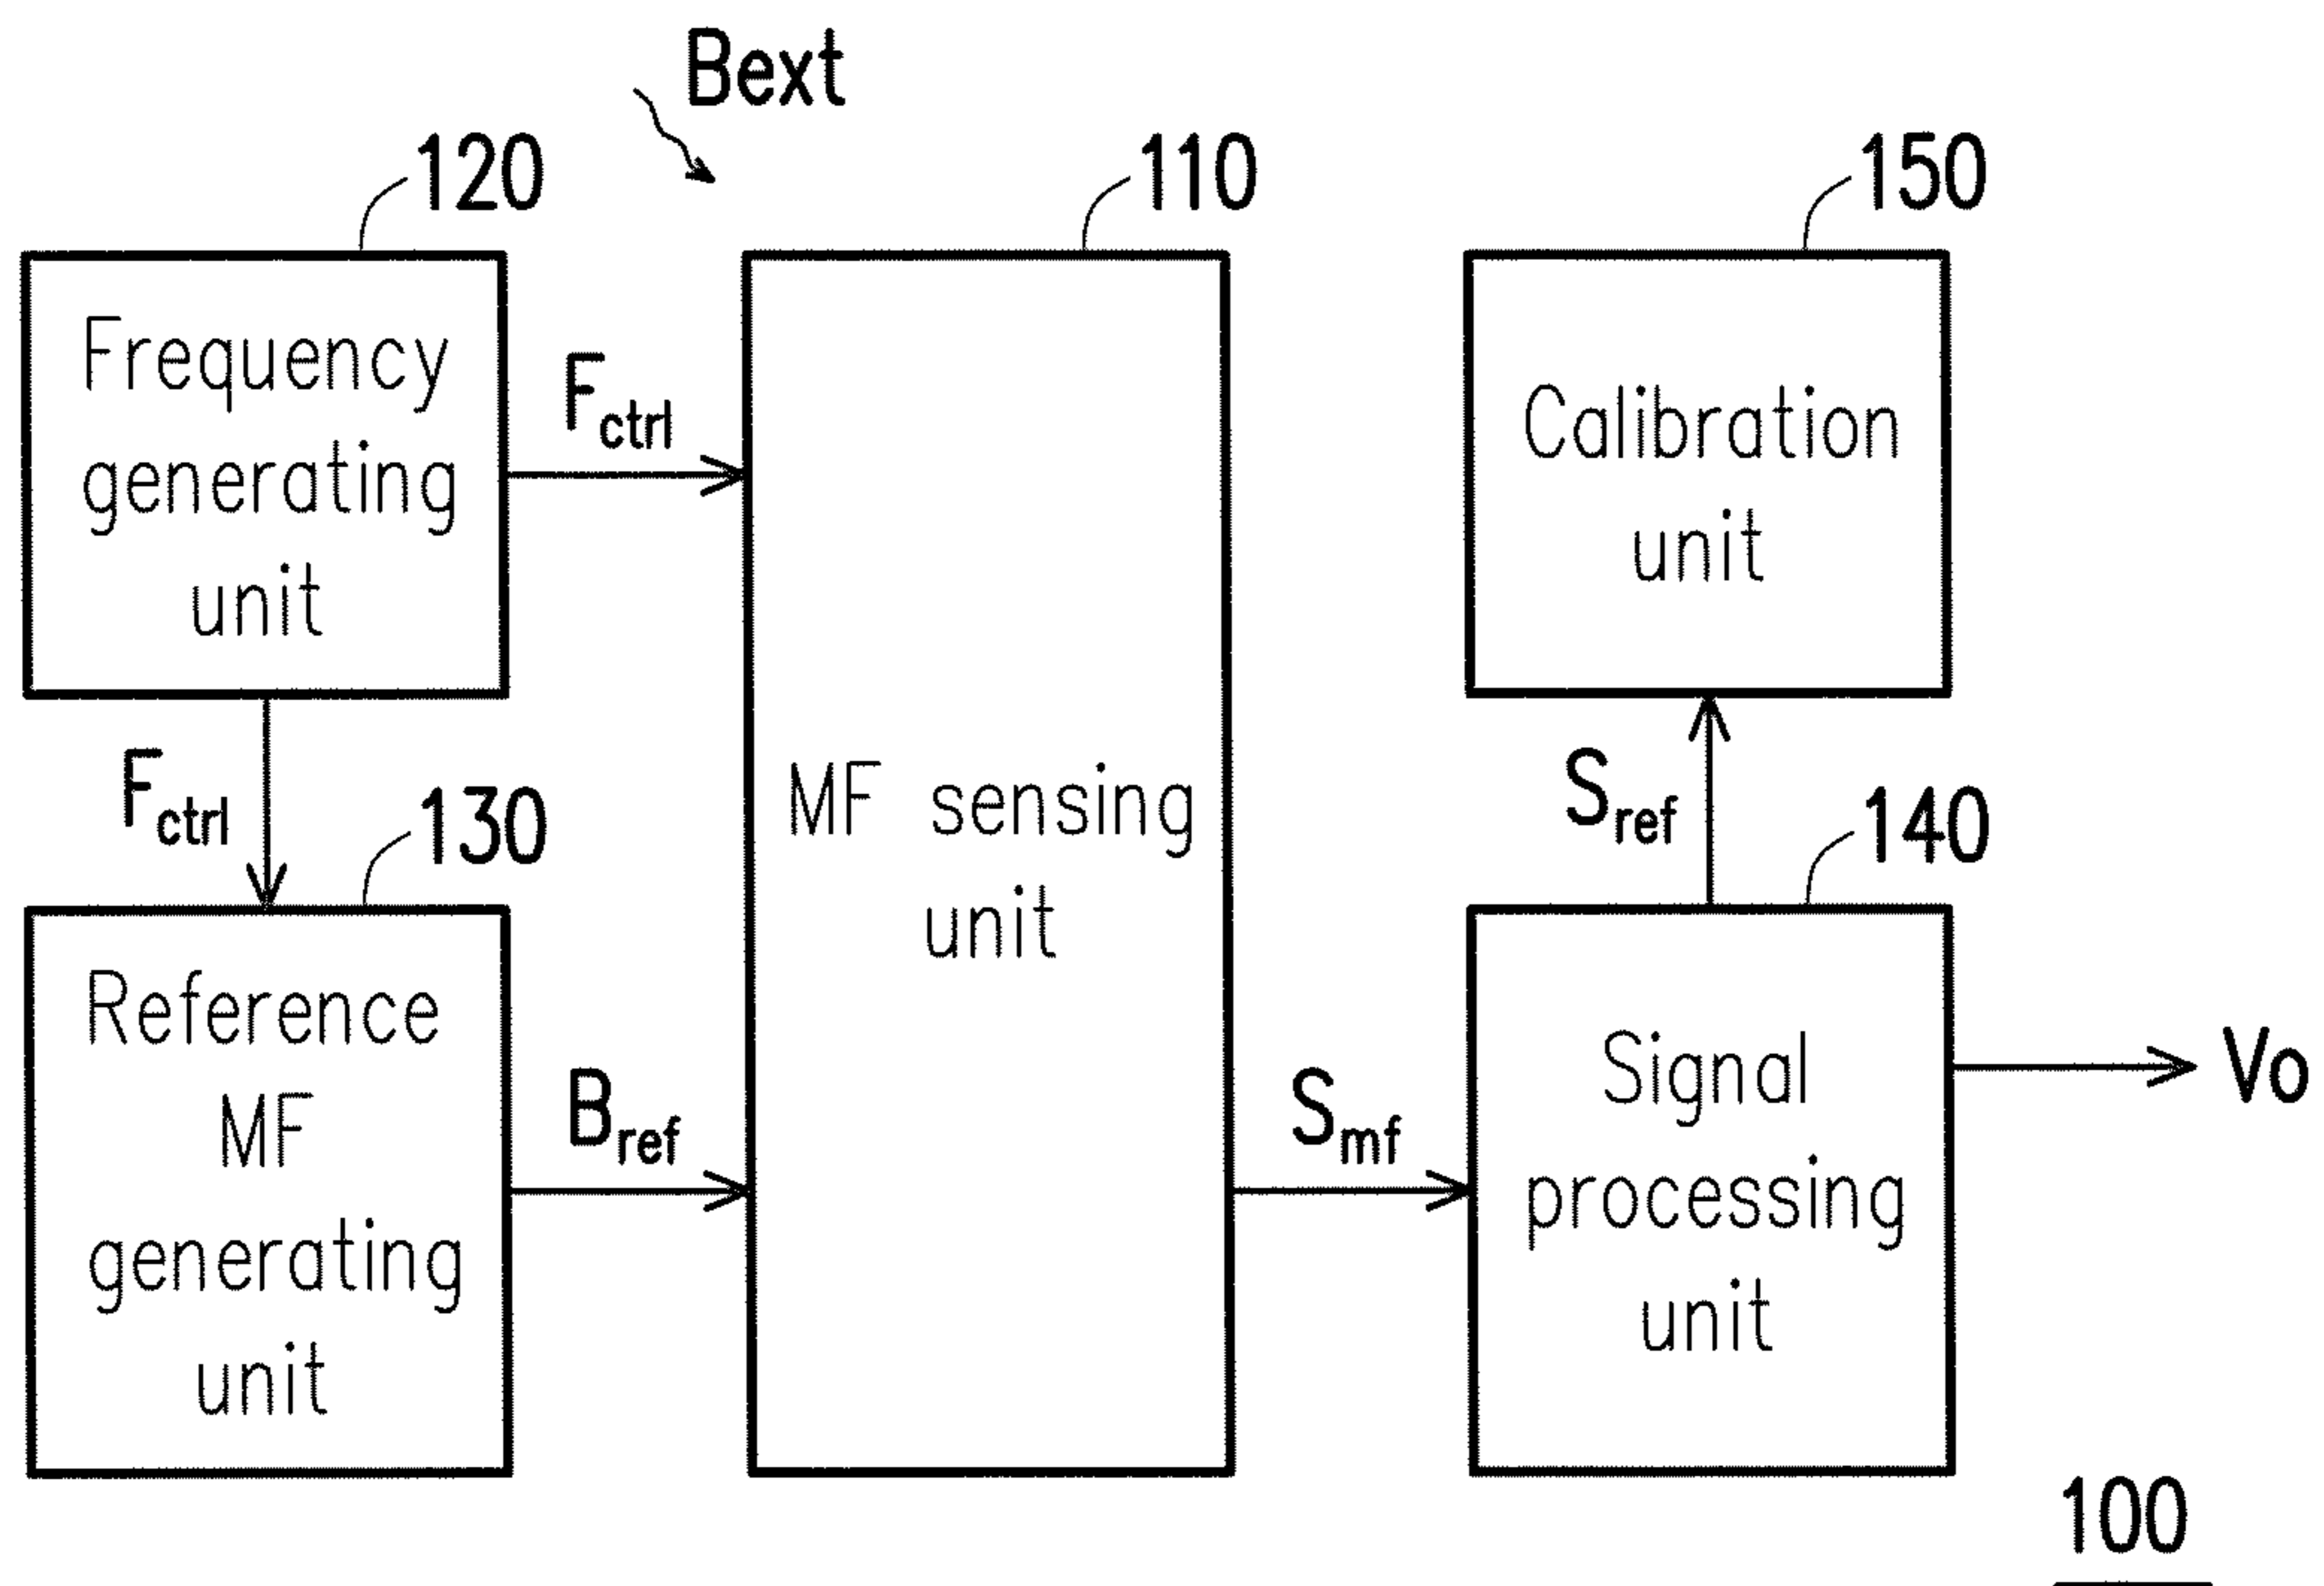 Bext
120
110
150
Frequency
generating
unit
Fctrl
Calibration
unit
Fctrl
130
MF sensing
unit
Sref
140
Reference
MF
generating
unit
Bref
Smf
Signal
processing
unit
Vo
100